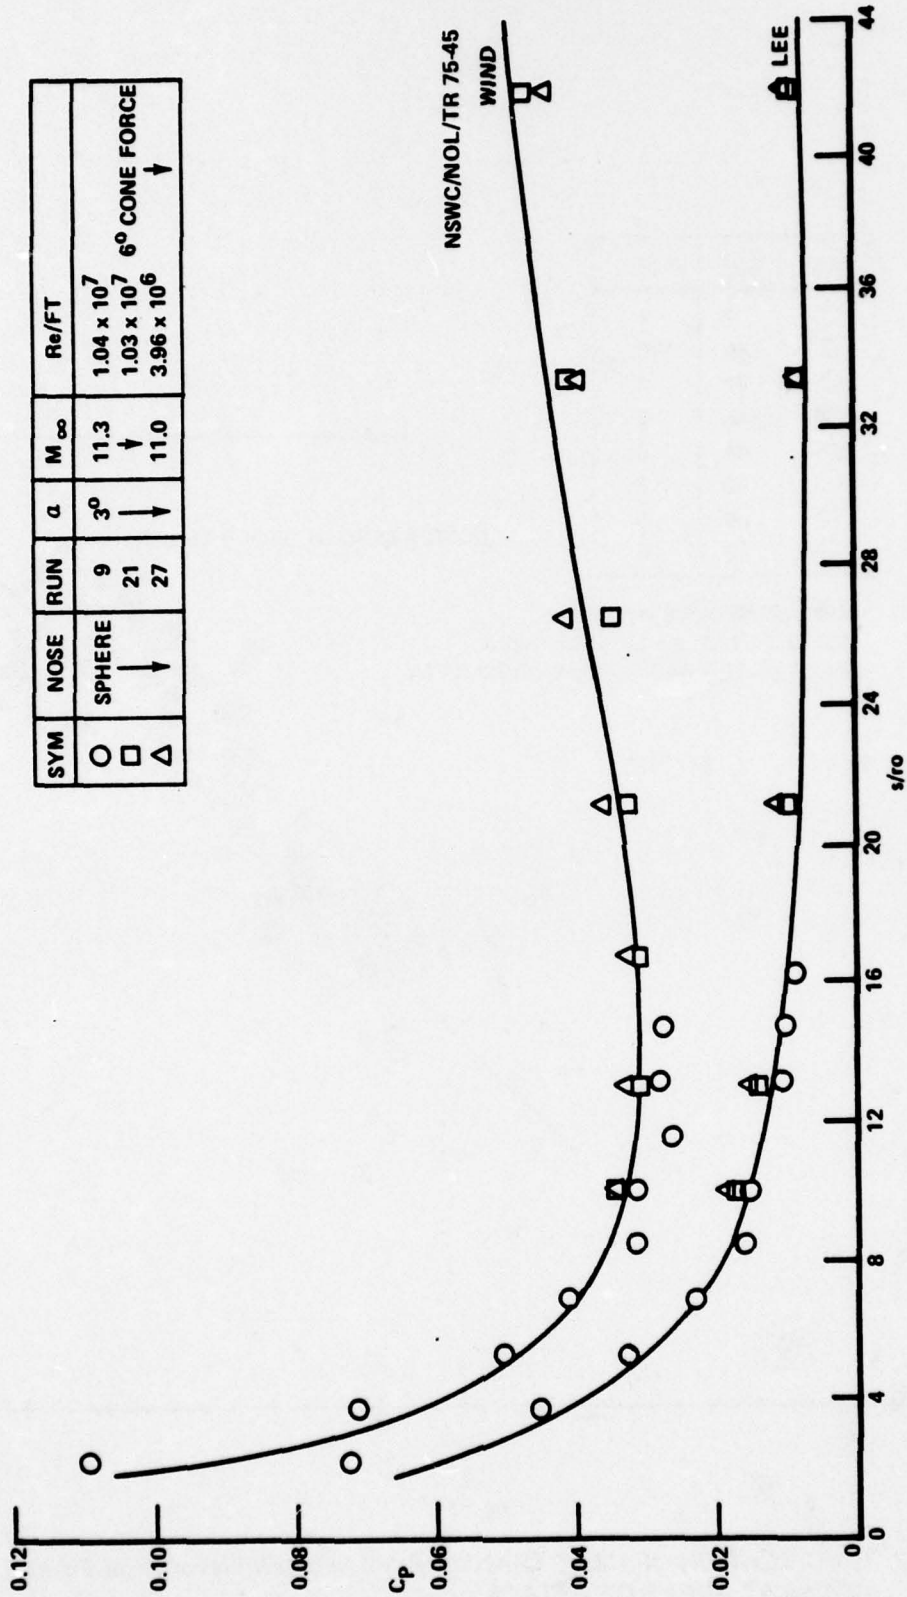 SYM NOSE RUN α M∞ Re/FT
○ SPHERE 9 3° 11.3 1.04 x 10⁷
□ ↓ 21 ↓ ↓ 1.03 x 10⁷ 6° CONE FORCE
△ 27 11.0 3.96 x 10⁶ ↓
NSWC/NOL/TR 75-45
WIND
LEE
0.12
0.10
0.08
0.06
0.04
0.02
0
Cp
0 4 8 12 16 20 24 28 32 36 40 44
s/ro